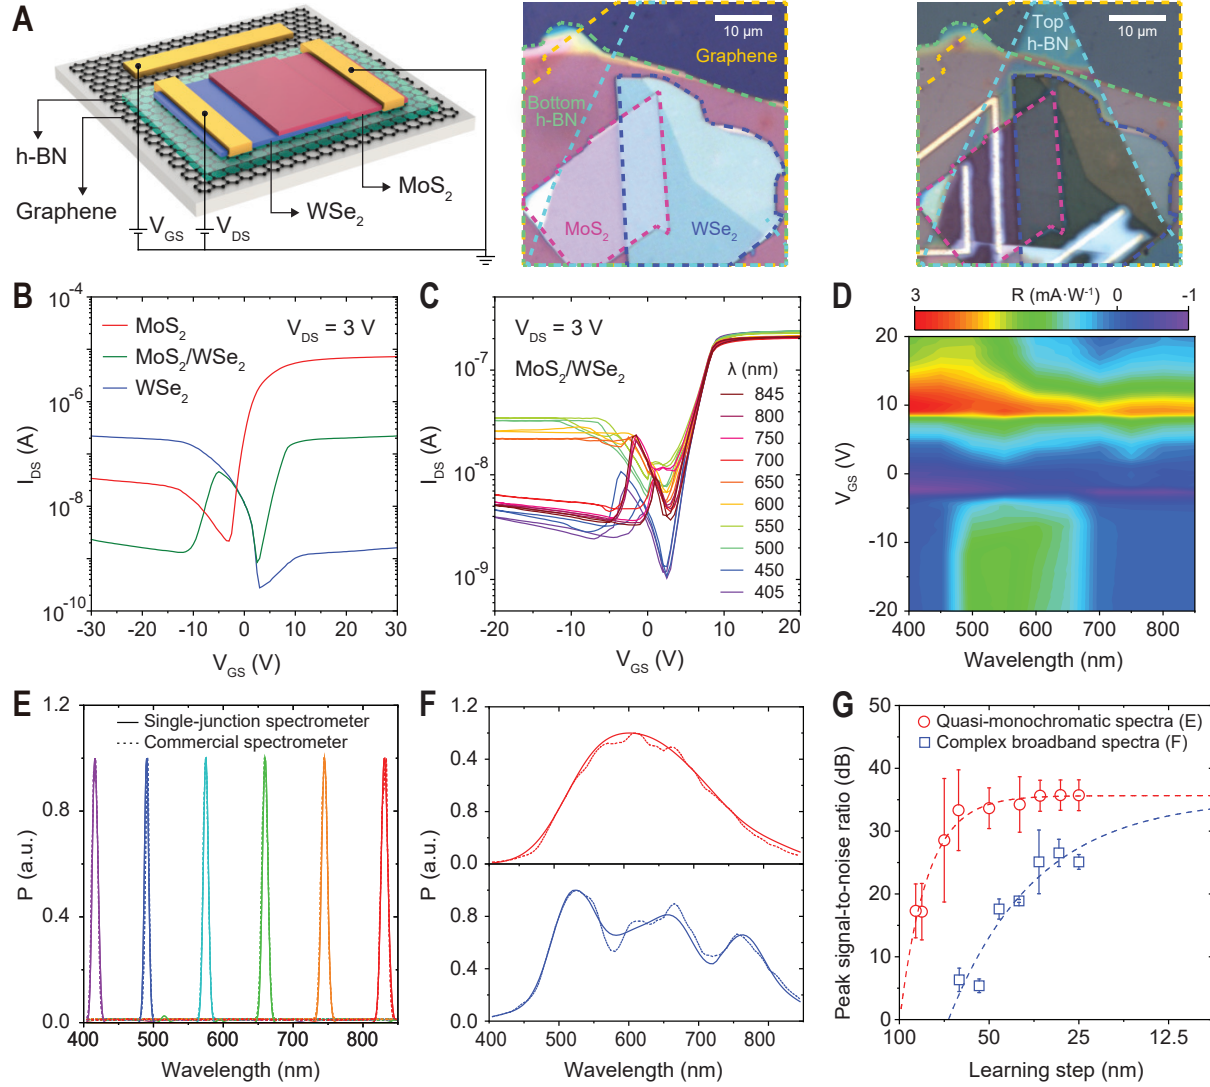 A
h-BN
Graphene
V_GS
V_DS
WSe₂
MoS₂
10 µm
Graphene
Bottom
h-BN
MoS₂
WSe₂
Top
h-BN
10 µm
B
10⁻⁴
10⁻⁶
10⁻⁸
10⁻¹⁰
I_DS (A)
MoS₂
MoS₂/WSe₂
WSe₂
V_DS = 3 V
-30 -20 -10 0 10 20 30
V_GS (V)
C
10⁻⁷
10⁻⁸
10⁻⁹
I_DS (A)
V_DS = 3 V
MoS₂/WSe₂
λ (nm)
845
800
750
700
650
600
550
500
450
405
-20 -10 0 10 20
V_GS (V)
D
3 R (mA·W⁻¹) 0 -1
20
10
0
-10
-20
V_GS (V)
400 500 600 700 800
Wavelength (nm)
E
1.2
0.8
0.4
0.0
P (a.u.)
Single-junction spectrometer
Commercial spectrometer
400 500 600 700 800
Wavelength (nm)
F
1.2
0.4
0.8
0.0
0.8
0.4
0.0
P (a.u.)
400 500 600 700 800
Wavelength (nm)
G
50
40
30
20
10
0
Peak signal-to-noise ratio (dB)
Quasi-monochromatic spectra (E)
Complex broadband spectra (F)
100 50 25 12.5
Learning step (nm)